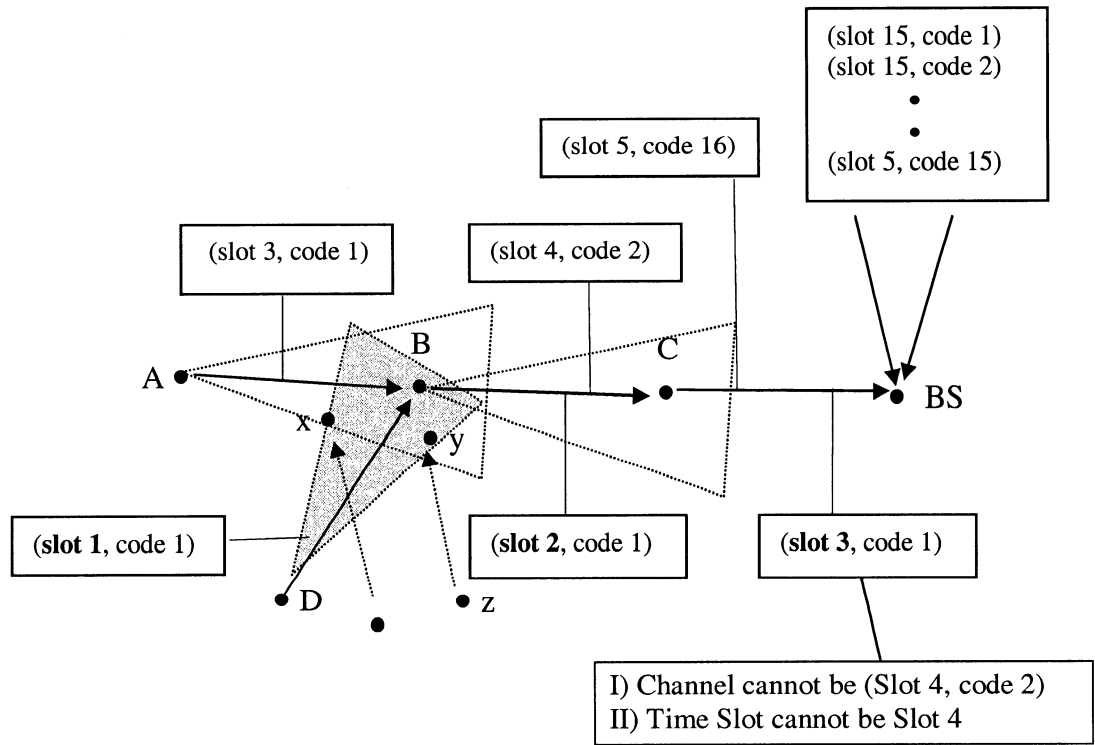 (slot 15, code 1)
(slot 15, code 2)
(slot 5, code 15)
(slot 5, code 16)
(slot 3, code 1)
(slot 4, code 2)
B
C
A
BS
x
y
(slot 1, code 1)
(slot 2, code 1)
(slot 3, code 1)
D
z
I) Channel cannot be (Slot 4, code 2)
II) Time Slot cannot be Slot 4